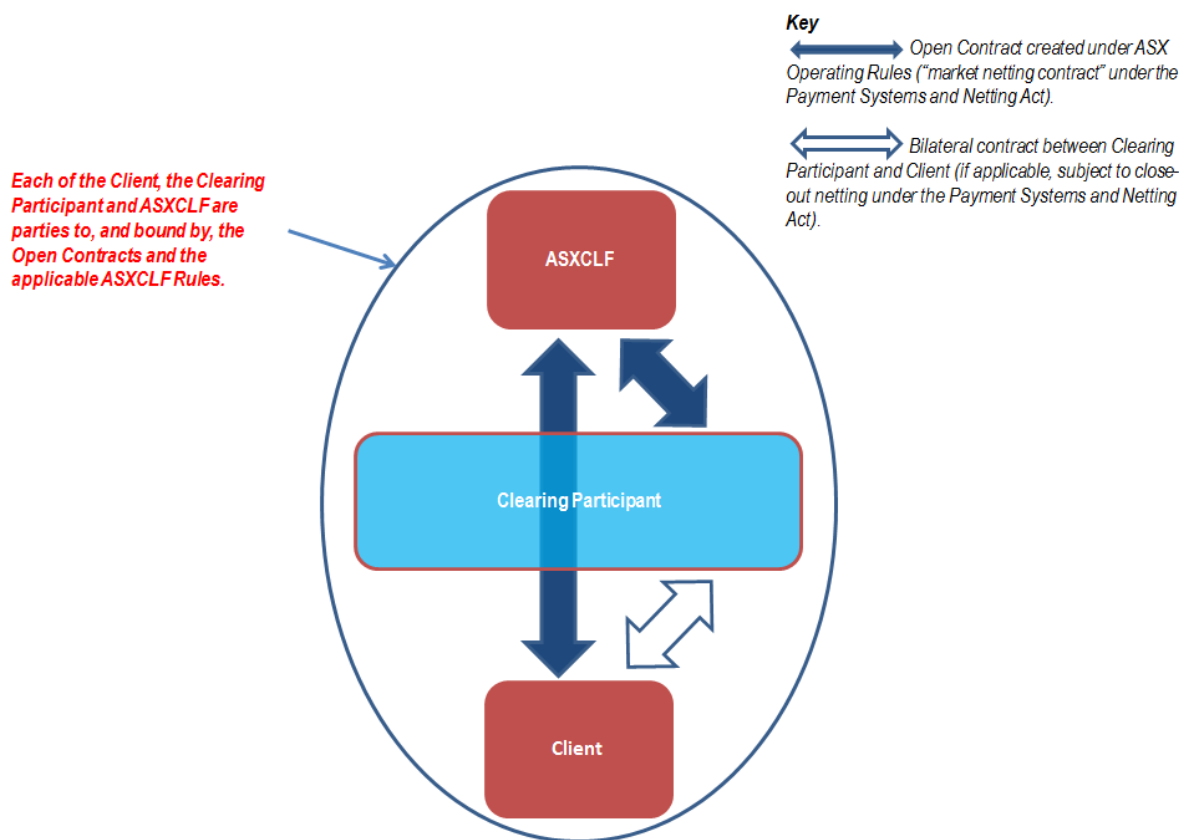 Key
Open Contract created under ASX
Operating Rules (“market netting contract” under the
Payment Systems and Netting Act).
Bilateral contract between Clearing
Participant and Client (if applicable, subject to close-
out netting under the Payment Systems and Netting
Act).
Each of the Client, the Clearing
Participant and ASXCLF are
parties to, and bound by, the
Open Contracts and the
applicable ASXCLF Rules.
ASXCLF
Clearing Participant
Client